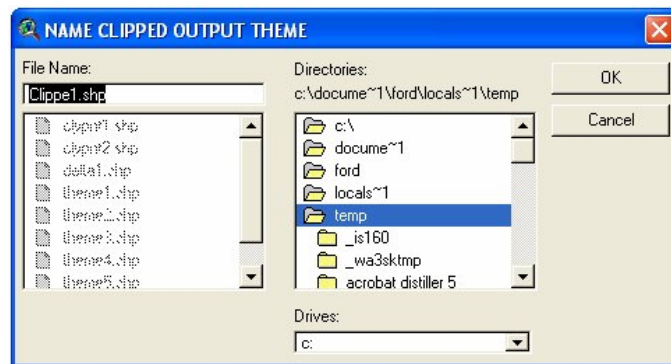 NAME CLIPPED OUTPUT THEME
File Name:
Clippe1.shp
clypnt1.shp
clypnt2.shp
delta1.shp
theme1.shp
theme2.shp
theme3.shp
theme4.shp
theme5.shp
Directories:
c:\docume~1\ford\locals~1\temp
c:\
docume~1
ford
locals~1
temp
_is160
_wa3sktmp
acrobat distiller 5
Drives:
c:
OK
Cancel